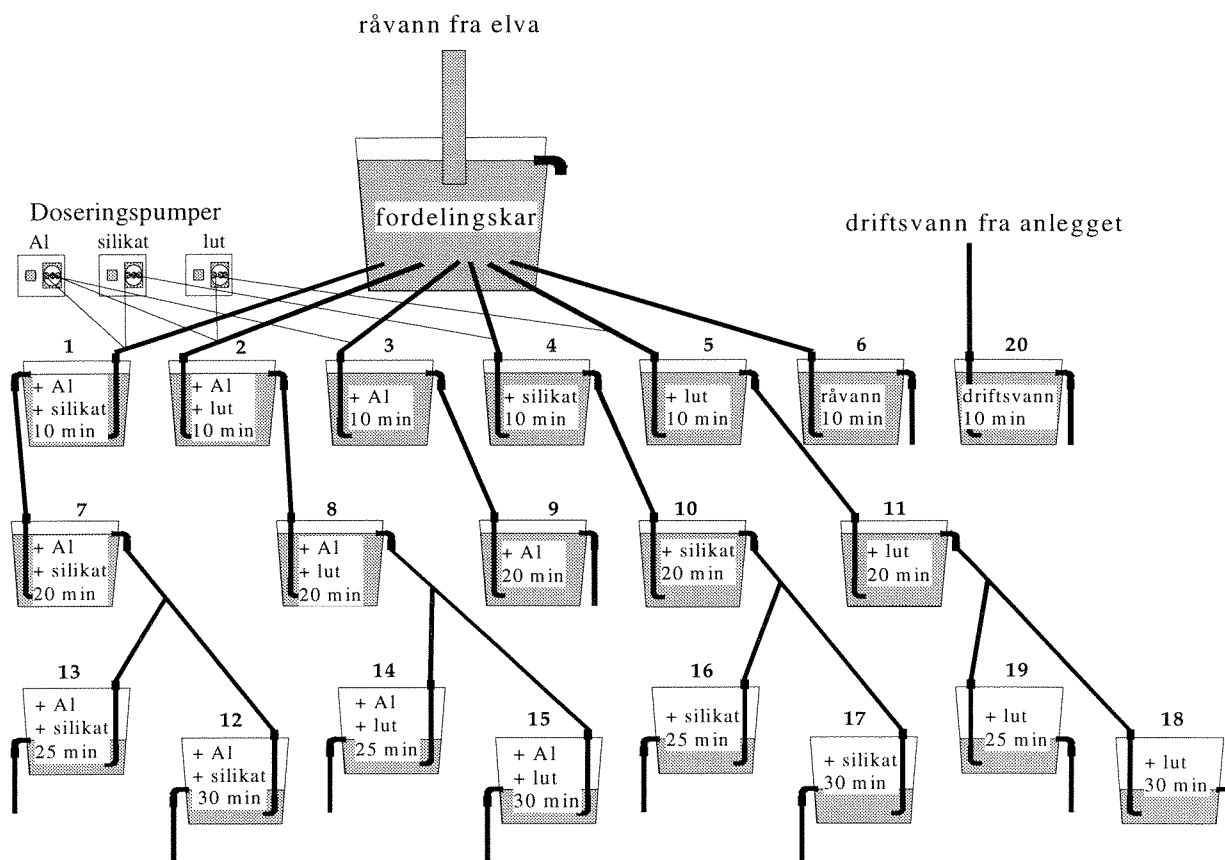 råvann fra elva
fordelingskar
Doseringspumper
Al silikat lut
driftsvann fra anlegget
1
+ Al
+ silikat
10 min
2
+ Al
+ lut
10 min
3
+ Al
10 min
4
+ silikat
10 min
5
+ lut
10 min
6
råvann
10 min
20
driftsvann
10 min
7
+ Al
+ silikat
20 min
8
+ Al
+ lut
20 min
9
+ Al
20 min
10
+ silikat
20 min
11
+ lut
20 min
13
+ Al
+ silikat
25 min
12
+ Al
+ silikat
30 min
14
+ Al
+ lut
25 min
15
+ Al
+ lut
30 min
16
+ silikat
25 min
17
+ silikat
30 min
19
+ lut
25 min
18
+ lut
30 min